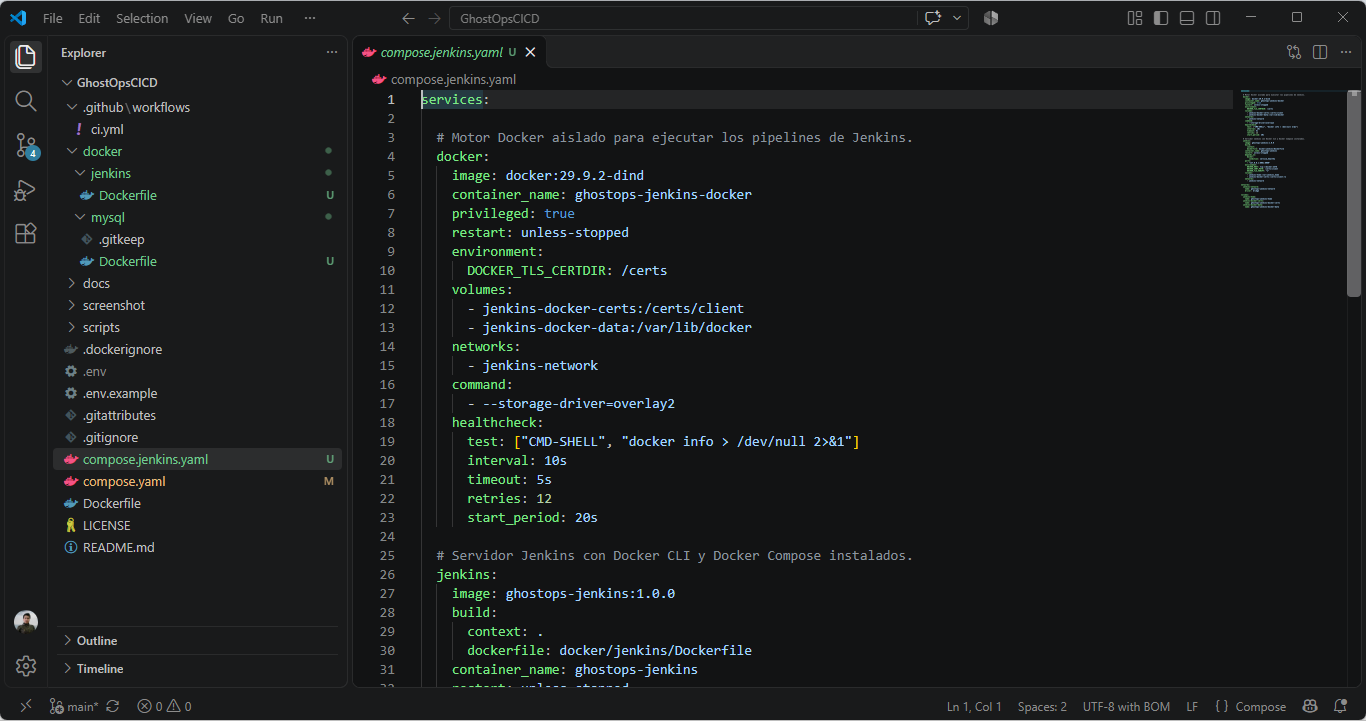 File Edit Selection View Go Run ··· GhostOpsCICD
Explorer ···
GhostOpsCICD
.github\workflows
! ci.yml
docker
jenkins
Dockerfile U
mysql
.gitkeep
Dockerfile U
docs
screenshot
scripts
.dockerignore
.env
.env.example
.gitattributes
.gitignore
compose.jenkins.yaml U
compose.yaml M
Dockerfile
LICENSE
README.md
Outline
Timeline
4
compose.jenkins.yaml U
compose.jenkins.yaml
1 services:
2
3 # Motor Docker aislado para ejecutar los pipelines de Jenkins.
4 docker:
5 image: docker:29.9.2-dind
6 container_name: ghostops-jenkins-docker
7 privileged: true
8 restart: unless-stopped
9 environment:
10 DOCKER_TLS_CERTDIR: /certs
11 volumes:
12 - jenkins-docker-certs:/certs/client
13 - jenkins-docker-data:/var/lib/docker
14 networks:
15 - jenkins-network
16 command:
17 - --storage-driver=overlay2
18 healthcheck:
19 test: ["CMD-SHELL", "docker info > /dev/null 2>&1"]
20 interval: 10s
21 timeout: 5s
22 retries: 12
23 start_period: 20s
24
25 # Servidor Jenkins con Docker CLI y Docker Compose instalados.
26 jenkins:
27 image: ghostops-jenkins:1.0.0
28 build:
29 context: .
30 dockerfile: docker/jenkins/Dockerfile
31 container_name: ghostops-jenkins
32 restart: unless-stopped
main* 0 0 Ln 1, Col 1 Spaces: 2 UTF-8 with BOM LF { } Compose